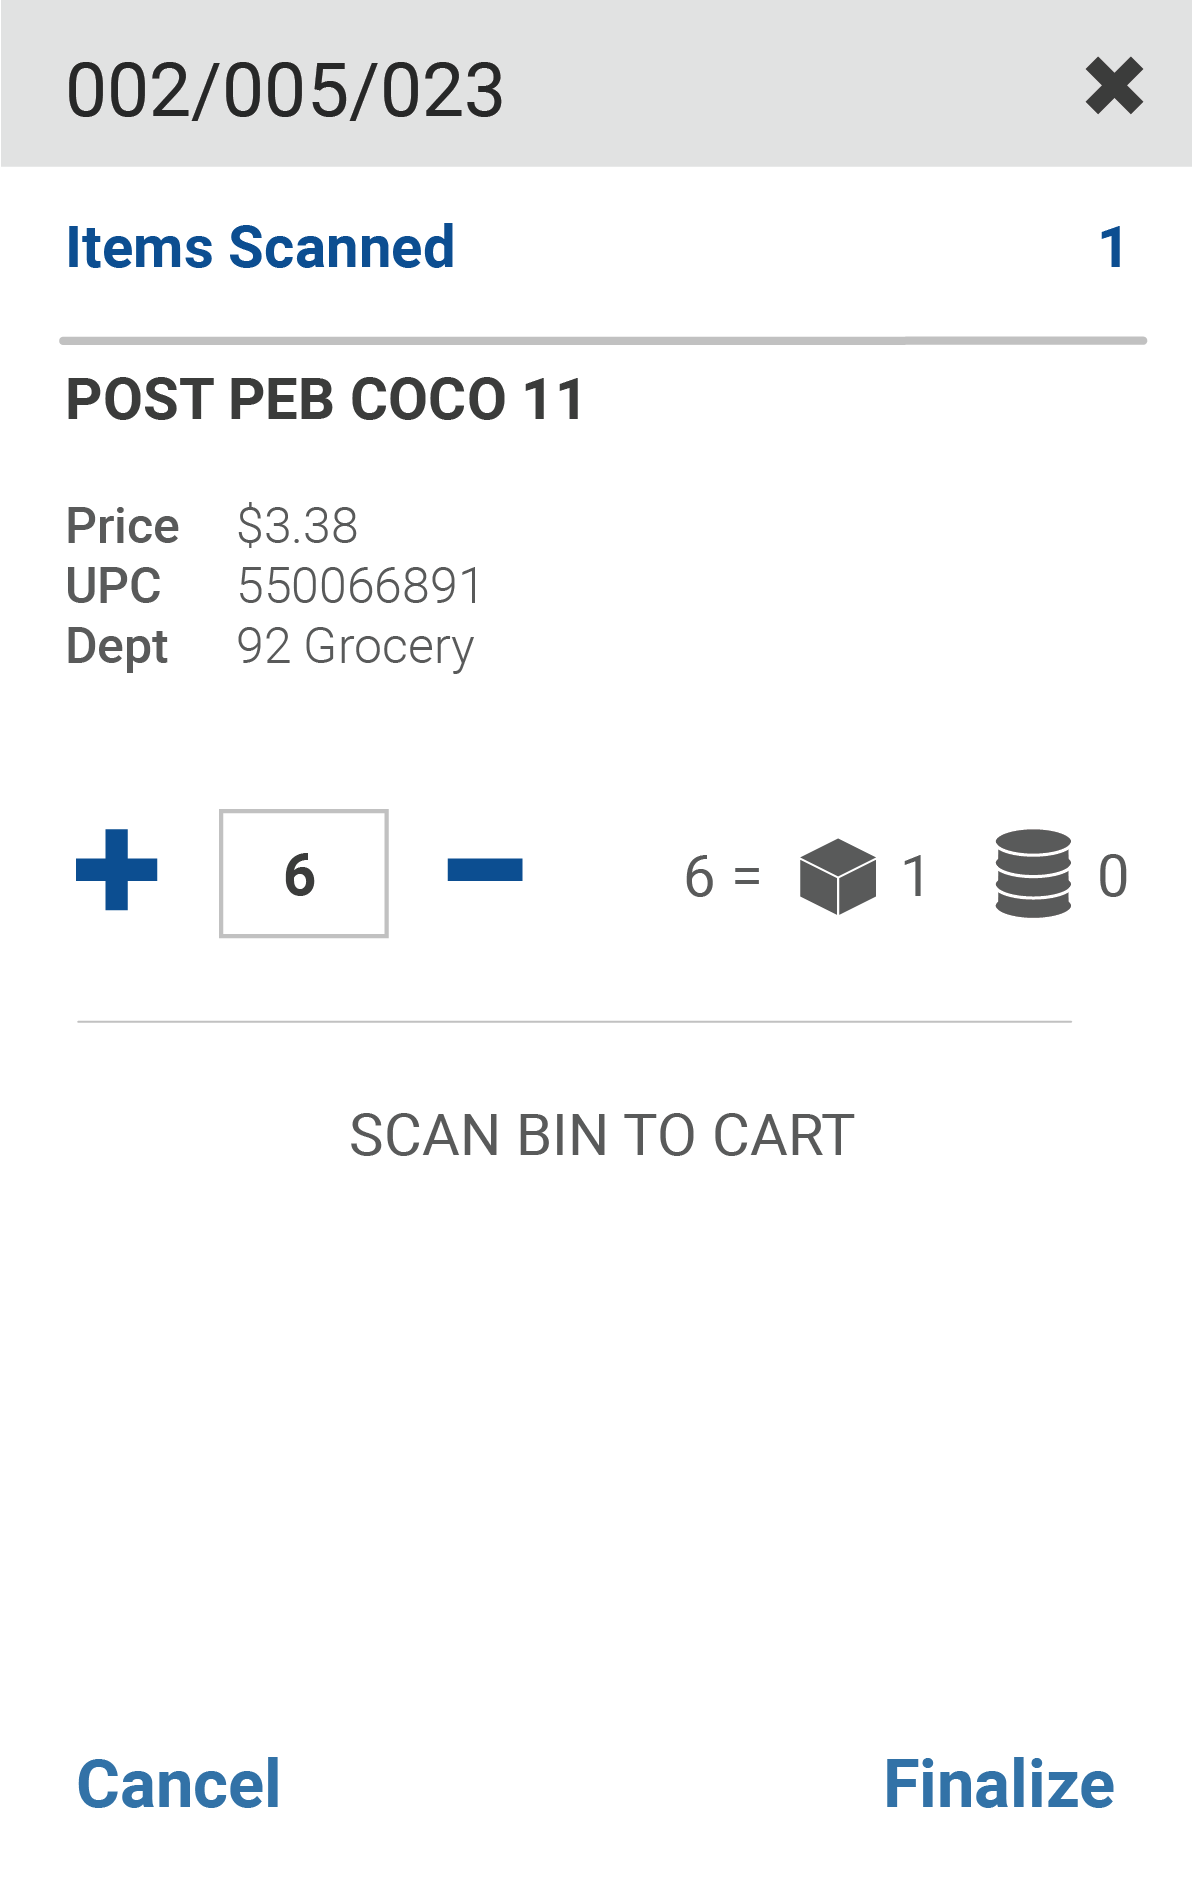 002/005/023
Items Scanned 1
POST PEB COCO 11
Price $3.38
UPC 550066891
Dept 92 Grocery
6 6 = 1 0
SCAN BIN TO CART
Cancel Finalize